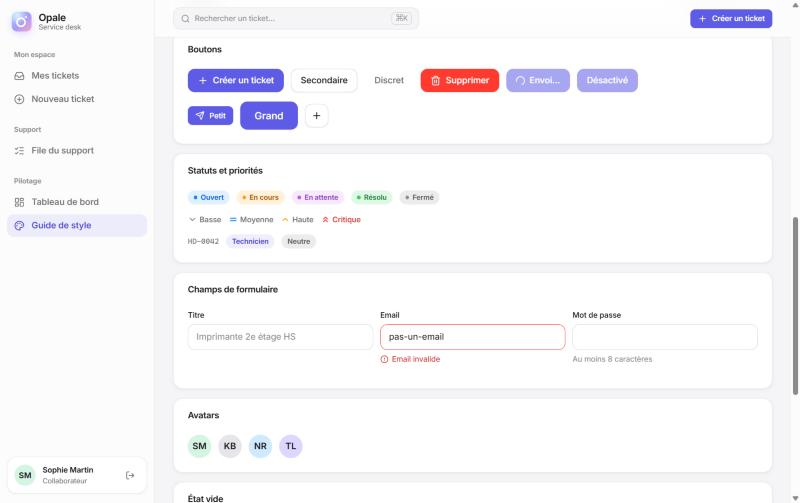 Opale
Service desk
Rechercher un ticket...
⌘K
Créer un ticket
Mon espace
Mes tickets
Nouveau ticket
Support
File du support
Pilotage
Tableau de bord
Guide de style
Boutons
Créer un ticket
Secondaire
Discret
Supprimer
Envoi...
Désactivé
Petit
Grand
Statuts et priorités
Ouvert
En cours
En attente
Résolu
Fermé
Basse
Moyenne
Haute
Critique
HD-0042
Technicien
Neutre
Champs de formulaire
Titre
Email
Mot de passe
Imprimante 2e étage HS
pas-un-email
Email invalide
Au moins 8 caractères
Avatars
SM
KB
NR
TL
État vide
SM
Sophie Martin
Collaborateur